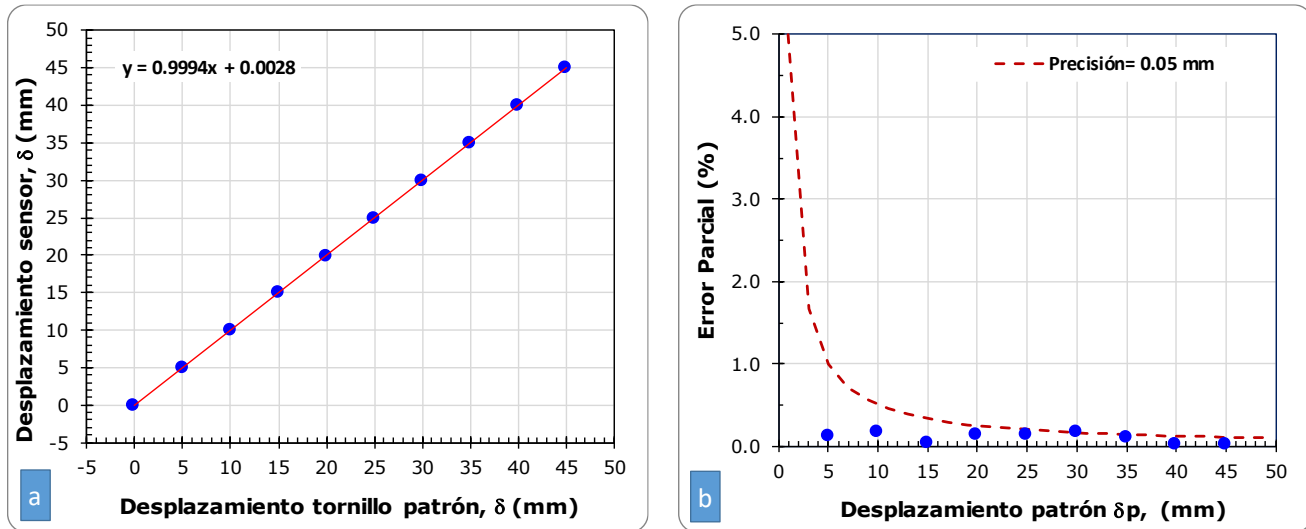 50
45
40
35
30
25
20
15
10
5
0
-5
-5 0 5 10 15 20 25 30 35 40 45 50
y = 0.9994x + 0.0028
Desplazamiento sensor, δ (mm)
Desplazamiento tornillo patrón, δ (mm)
a
5.0
4.0
3.0
2.0
1.0
0.0
0 5 10 15 20 25 30 35 40 45 50
Precisión= 0.05 mm
Error Parcial (%)
Desplazamiento patrón δp, (mm)
b